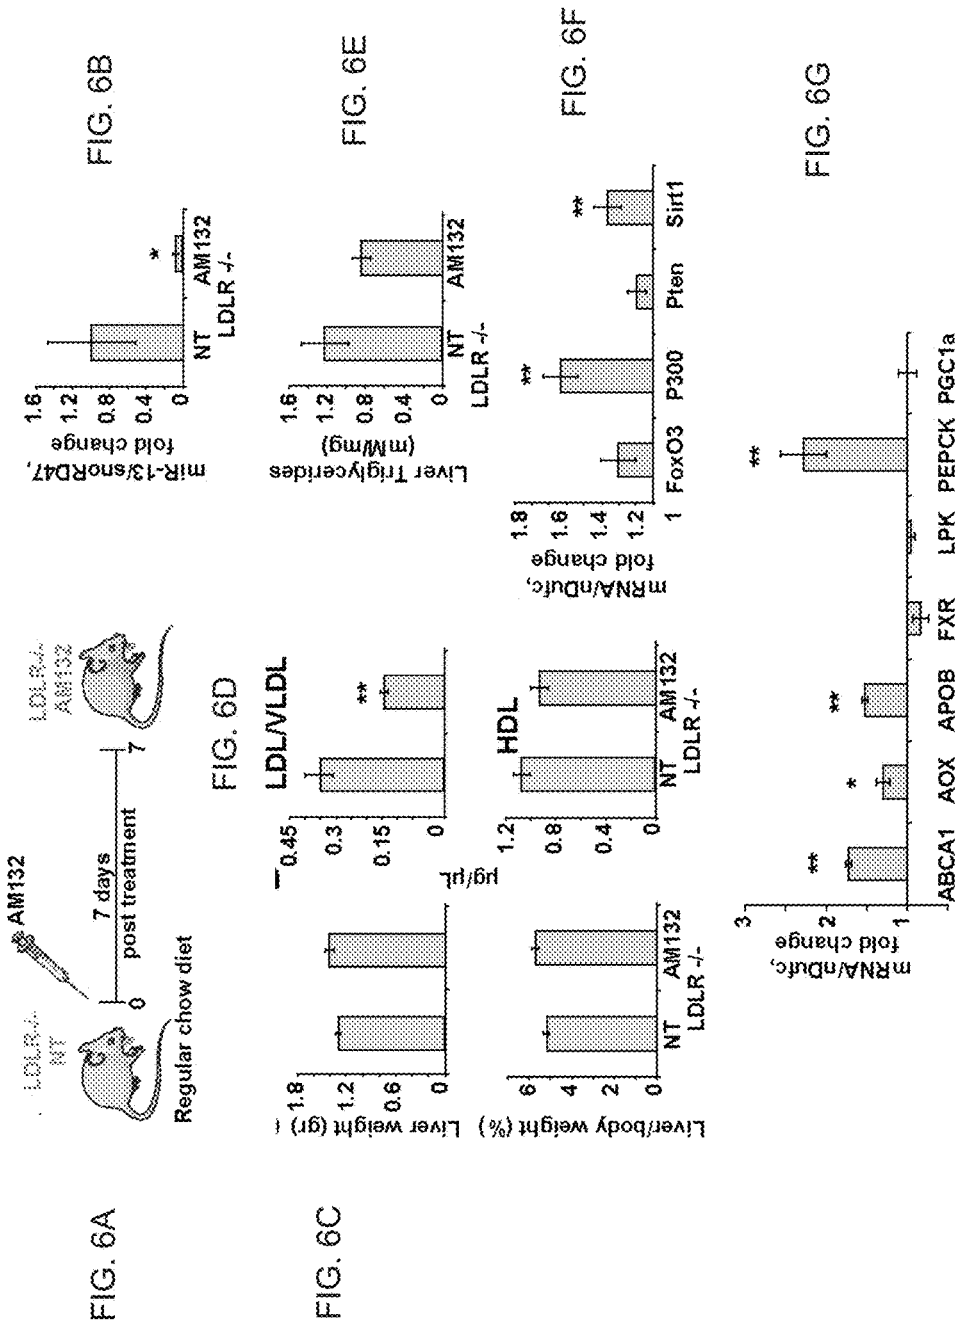 FIG. 6A
LDLR-/-
NT
Regular chow diet
AM132
7 days
post treatment
0
7
LDLR-/-
AM132
FIG. 6B
miR-13/snoRD47,
fold change
1.6
1.2
0.8
0.4
0
*
NT
AM132
LDLR -/-
FIG. 6C
Liver weight (gr)
1.8
1.2
0.6
0
Liver/body weight (%)
6
4
2
0
NT
AM132
LDLR -/-
FIG. 6D
LDL/VLDL
µg/µL
0.45
0.3
0.15
0
**
HDL
1.2
0.8
0.4
0
NT
AM132
LDLR -/-
FIG. 6E
Liver Triglycerides
(mM/mg)
1.6
1.2
0.8
0.4
0
NT
AM132
LDLR -/-
FIG. 6F
mRNA/nDufc,
fold change
1.8
1.6
1.4
1.2
1
**
**
FoxO3
P300
Pten
Sirt1
FIG. 6G
mRNA/nDufc,
fold change
3
2
1
**
*
**
**
ABCA1
AOX
APOB
FXR
LPK
PEPCK
PGC1a